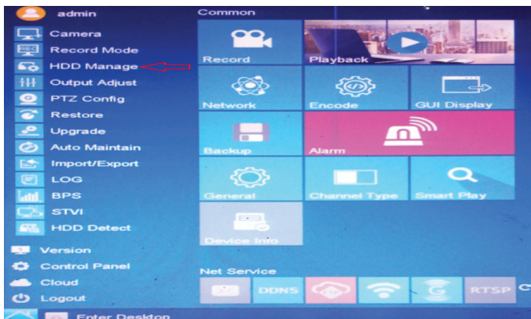 admin
Camera
Record Mode
HDD Manage
Output Adjust
PTZ Config
Restore
Upgrade
Auto Maintain
Import/Export
LOG
BPS
STVI
HDD Detect
Version
Control Panel
Cloud
Logout
Enter Desktop
Common
Record
Playback
Network
Encode
GUI Display
Backup
Alarm
General
Channel Type
Smart Play
Device Info
Net Service
DDNS
G
RTSP